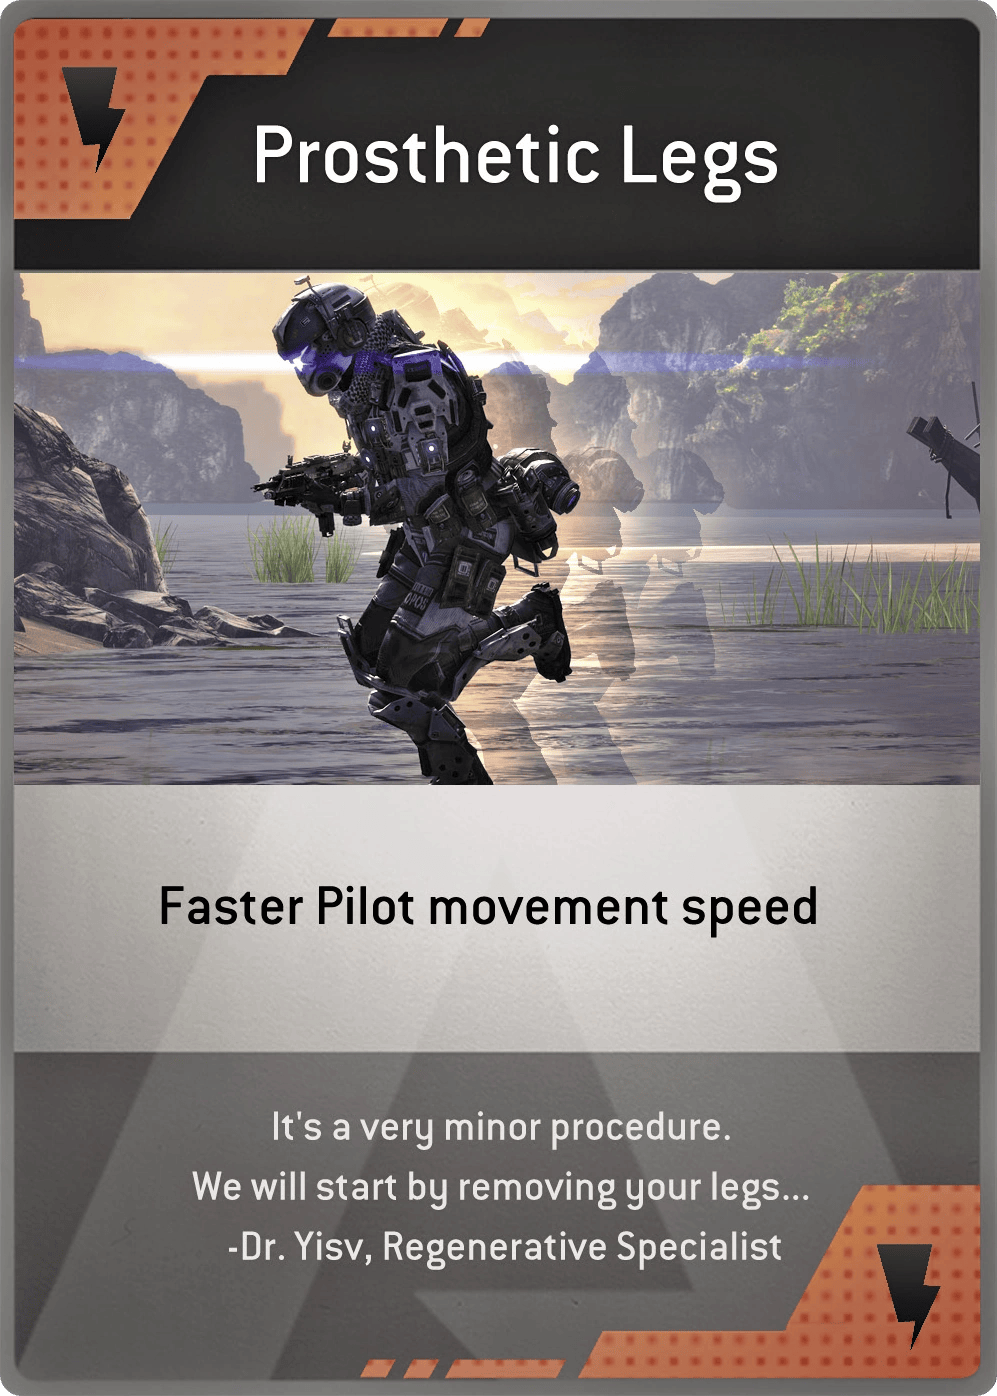 Prosthetic Legs
Faster Pilot movement speed
It's a very minor procedure.
We will start by removing your legs...
-Dr. Yisv, Regenerative Specialist